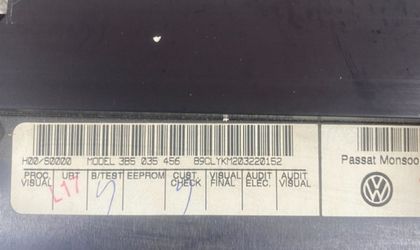 H00/S0000 MODEL 3B5 035 456 89CLYKM203220152
PROC. VISUAL
URT
B/TEST
EEPROM
CUST. CHECK
VISUAL FINAL
AUDIT ELEC.
AUDIT VISUAL
Passat Monsoo